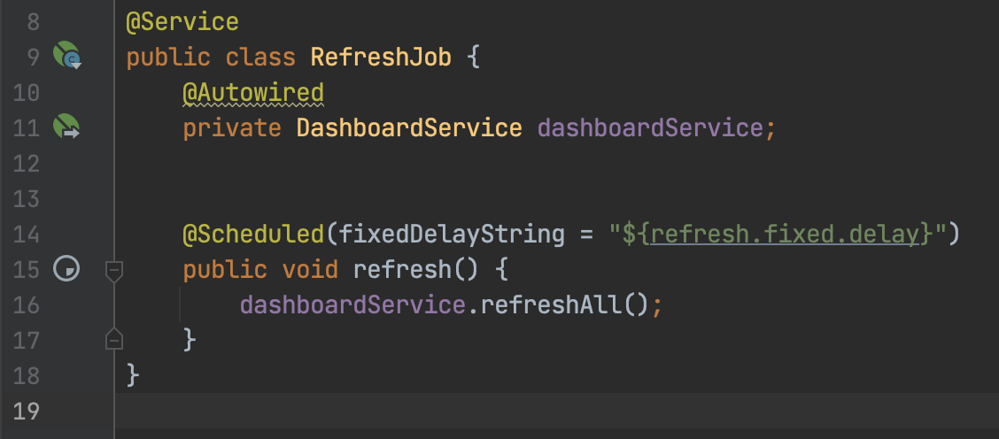 8 @Service
9 public class RefreshJob {
10 @Autowired
11 private DashboardService dashboardService;
12
13
14 @Scheduled(fixedDelayString = "${refresh.fixed.delay}")
15 public void refresh() {
16 dashboardService.refreshAll();
17 }
18 }
19